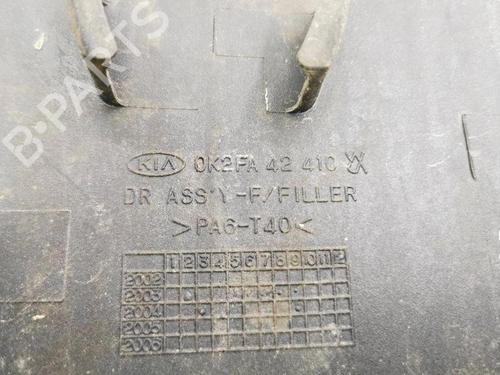 B-PARTS
KIA 0K2FA 42 410
DR ASS'Y-F/FILLER
>PA6-T40<
1 2 3 4 5 6 7 8 9 10 11 12
2002
2003
2004
2005
2006